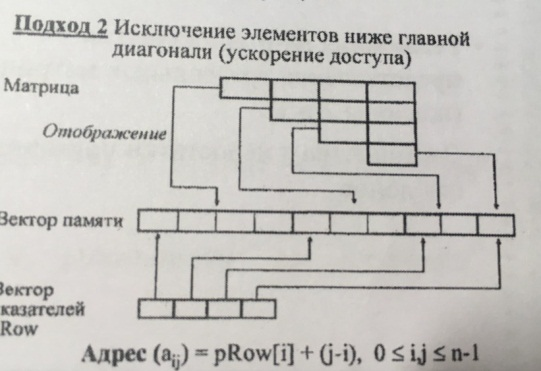 Подход 2 Исключение элементов ниже главной
диагонали (ускорение доступа)
Матрица
Отображение
Вектор памяти
Вектор
казателей
Row
Адрес (aij) = pRow[i] + (j-i), 0 ≤ i,j ≤ n-1